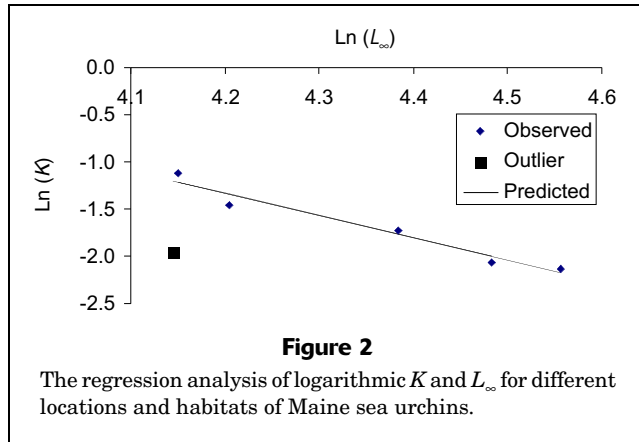 Ln (L∞)
0.0
4.1 4.2 4.3 4.4 4.5 4.6
-0.5
-1.0
-1.5
-2.0
-2.5
Ln (K)
Observed
Outlier
Predicted
Figure 2
The regression analysis of logarithmic K and L∞ for different
locations and habitats of Maine sea urchins.